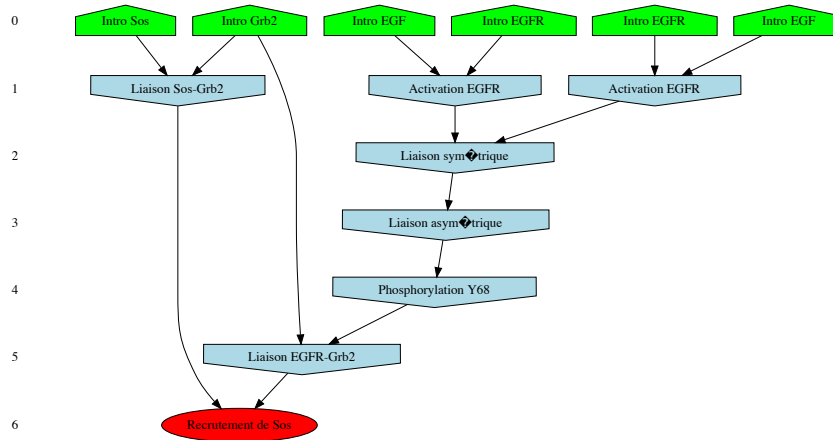 0
Intro Sos
Intro Grb2
Intro EGF
Intro EGFR
Intro EGFR
Intro EGF
1
Liaison Sos-Grb2
Activation EGFR
Activation EGFR
2
Liaison sym�trique
3
Liaison asym�trique
4
Phosphorylation Y68
5
Liaison EGFR-Grb2
6
Recrutement de Sos